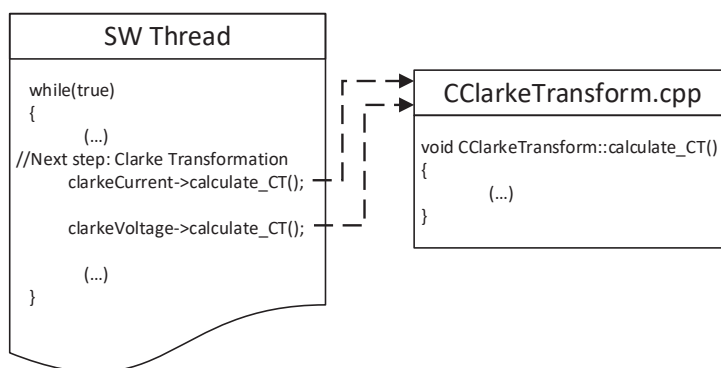 SW Thread
while(true)
{
(...)
//Next step: Clarke Transformation
clarkeCurrent->calculate_CT();
clarkeVoltage->calculate_CT();
(...)
}
CClarkeTransform.cpp
void CClarkeTransform::calculate_CT()
{
(...)
}